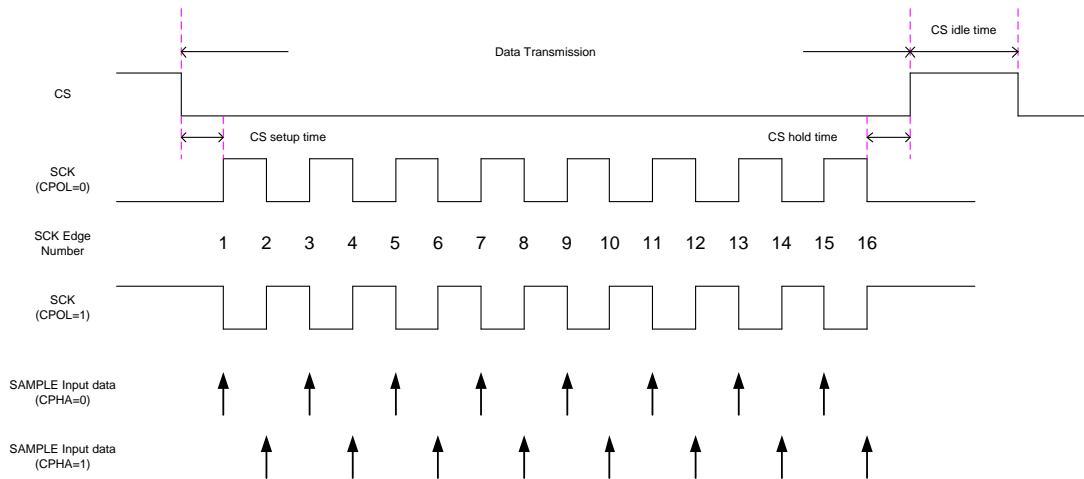 CS idle time
Data Transmission
CS
CS setup time
CS hold time
SCK
(CPOL=0)
SCK Edge
Number
1 2 3 4 5 6 7 8 9 10 11 12 13 14 15 16
SCK
(CPOL=1)
SAMPLE Input data
(CPHA=0)
SAMPLE Input data
(CPHA=1)